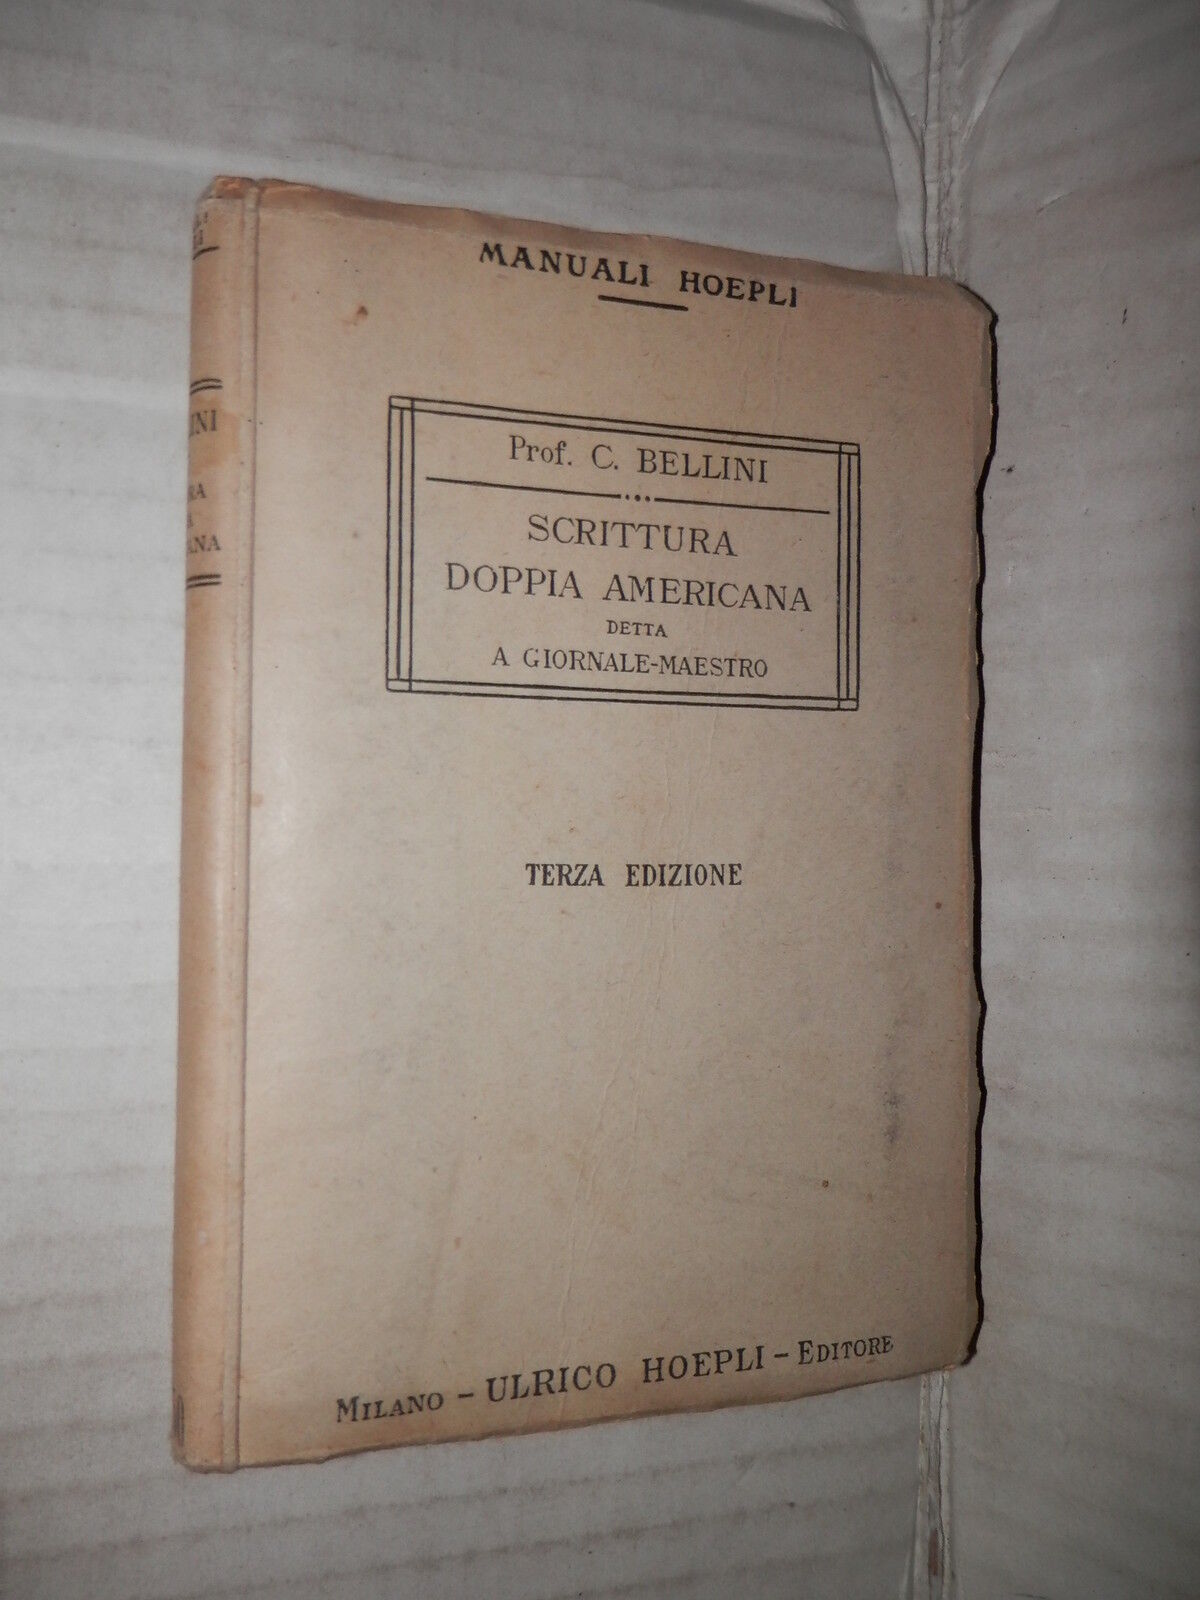 MANUALI HOEPLI
Prof. C. BELLINI
SCRITTURA
DOPPIA AMERICANA
DETTA
A GIORNALE-MAESTRO
TERZA EDIZIONE
MILANO - ULRICO HOEPLI - EDITORE